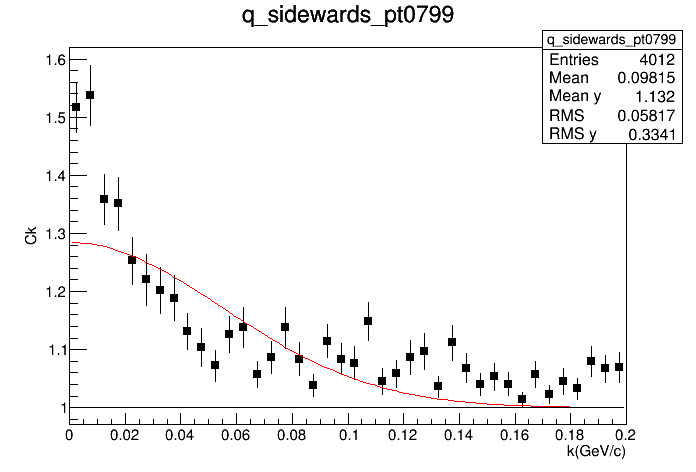 q_sidewards_pt0799
q_sidewards_pt0799
Entries 4012
Mean 0.09815
Mean y 1.132
RMS 0.05817
RMS y 0.3341
Ck
1.6
1.5
1.4
1.3
1.2
1.1
1
0 0.02 0.04 0.06 0.08 0.1 0.12 0.14 0.16 0.18 0.2
k(GeV/c)